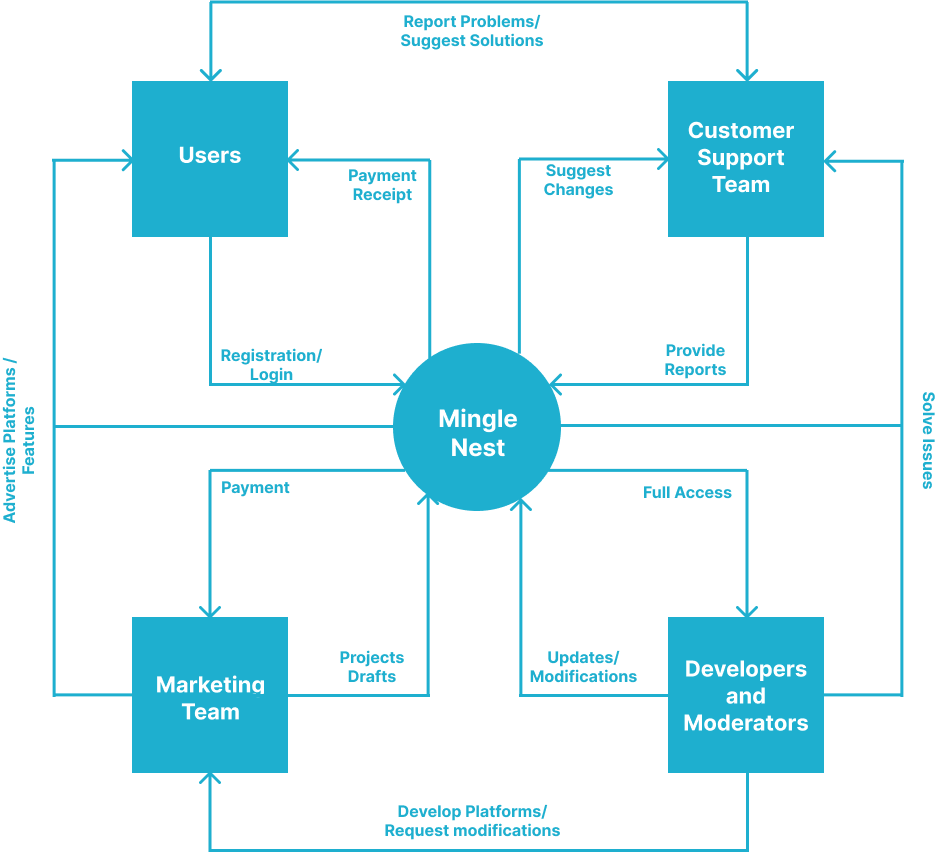 Report Problems/
Suggest Solutions
Users
Customer
Support
Team
Payment
Receipt
Suggest
Changes
Registration/
Login
Provide
Reports
Advertise Platforms /
Features
Mingle
Nest
Solve Issues
Payment
Full Access
Projects
Drafts
Updates/
Modifications
Marketing
Team
Developers
and
Moderators
Develop Platforms/
Request modifications